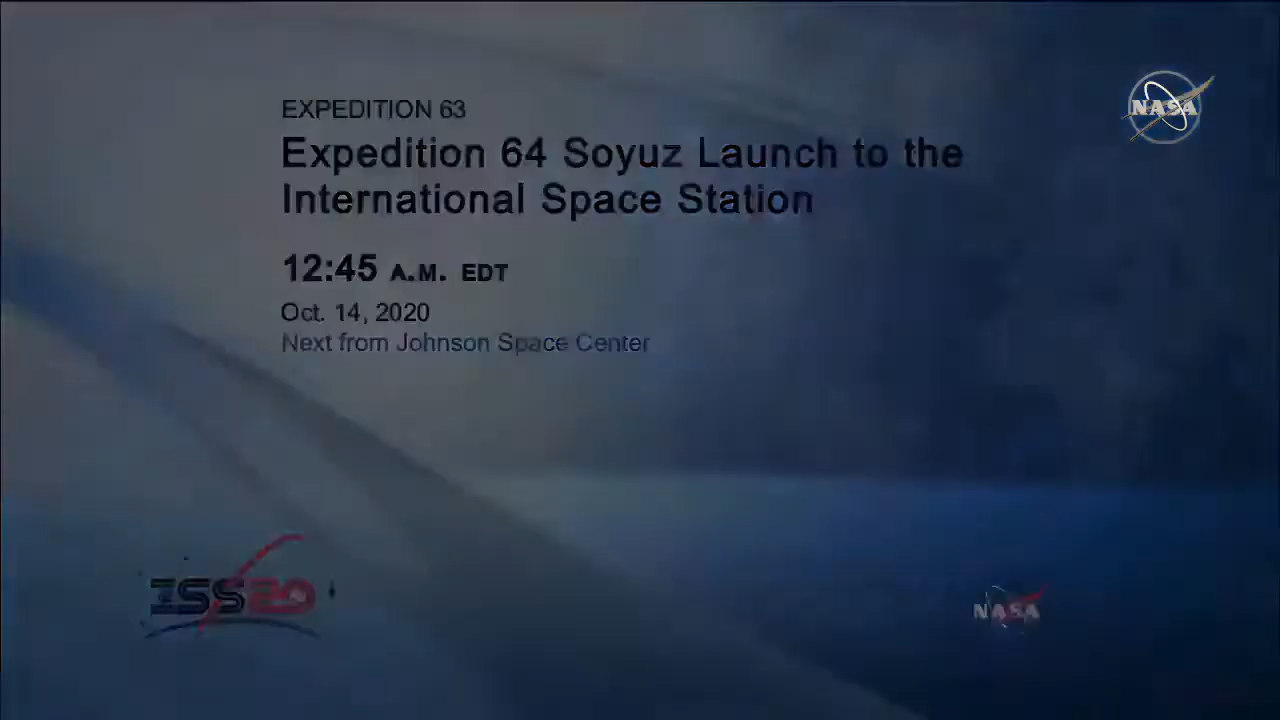 EXPEDITION 63
NASA
Expedition 64 Soyuz Launch to the
International Space Station
12:45 A.M. EDT
Oct. 14, 2020
Next from Johnson Space Center
ISS20
NASA